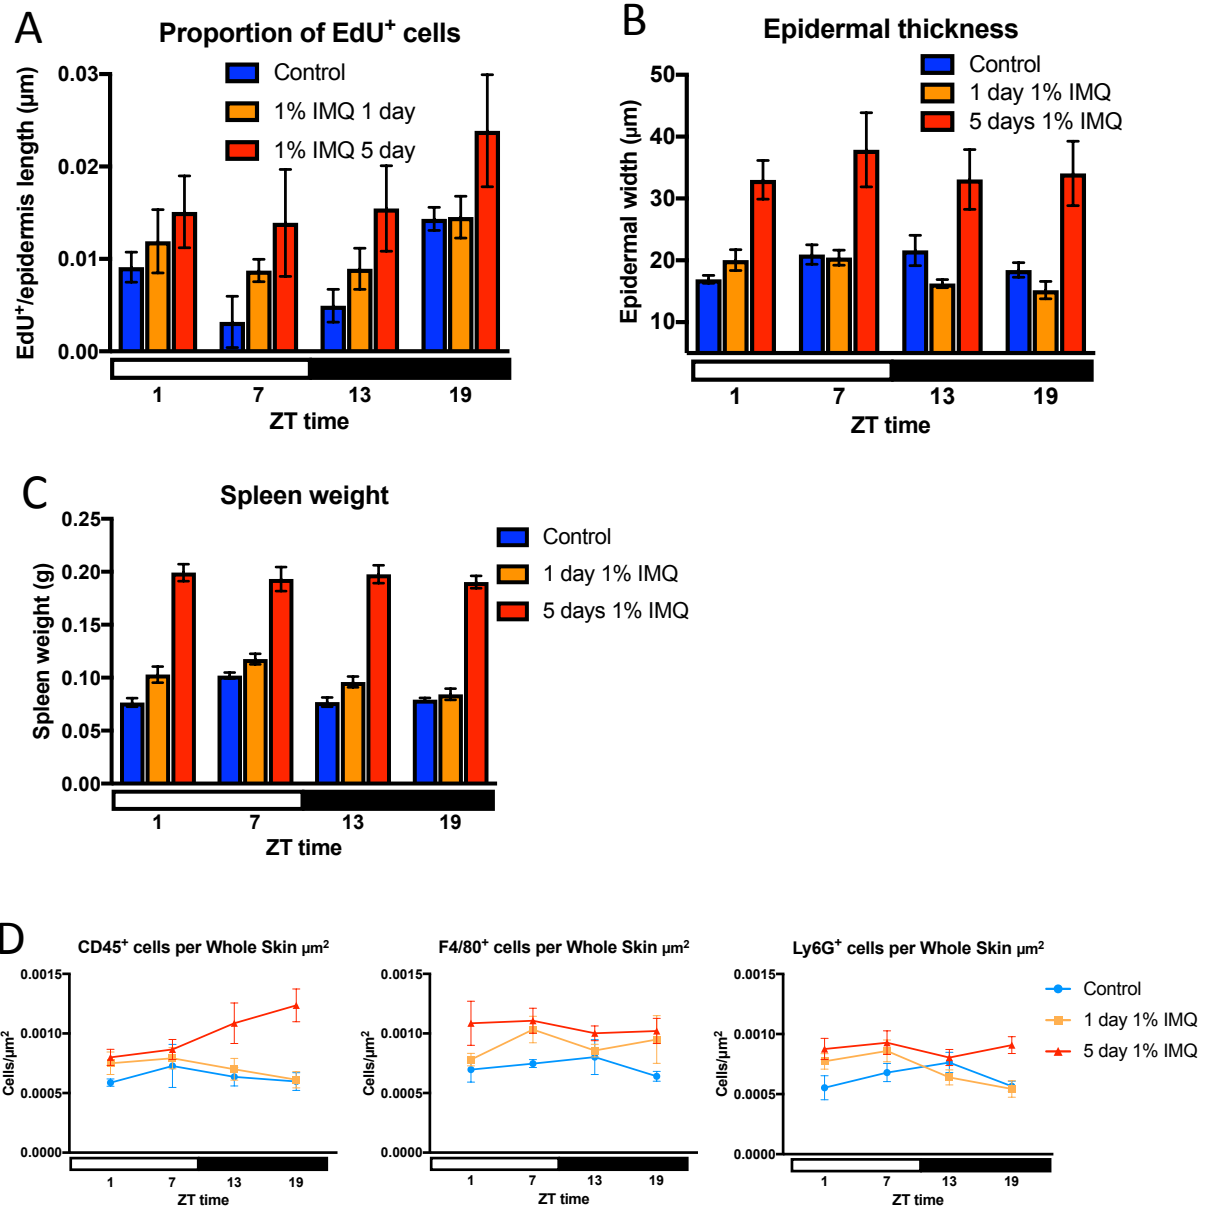 A
Proportion of EdU⁺ cells
Control
1% IMQ 1 day
1% IMQ 5 day
EdU⁺/epidermis length (µm)
0.03
0.02
0.01
0.00
1 7 13 19
ZT time
B
Epidermal thickness
Control
1 day 1% IMQ
5 days 1% IMQ
Epidermal width (µm)
50
40
30
20
10
1 7 13 19
ZT time
C
Spleen weight
Control
1 day 1% IMQ
5 days 1% IMQ
Spleen weight (g)
0.25
0.20
0.15
0.10
0.05
0.00
1 7 13 19
ZT time
D
CD45⁺ cells per Whole Skin µm²
Cells/µm²
0.0015
0.0010
0.0005
0.0000
1 7 13 19
ZT time
F4/80⁺ cells per Whole Skin µm²
Cells/µm²
0.0015
0.0010
0.0005
0.0000
1 7 13 19
ZT time
Ly6G⁺ cells per Whole Skin µm²
Cells/µm²
0.0015
0.0010
0.0005
0.0000
1 7 13 19
ZT time
Control
1 day 1% IMQ
5 day 1% IMQ